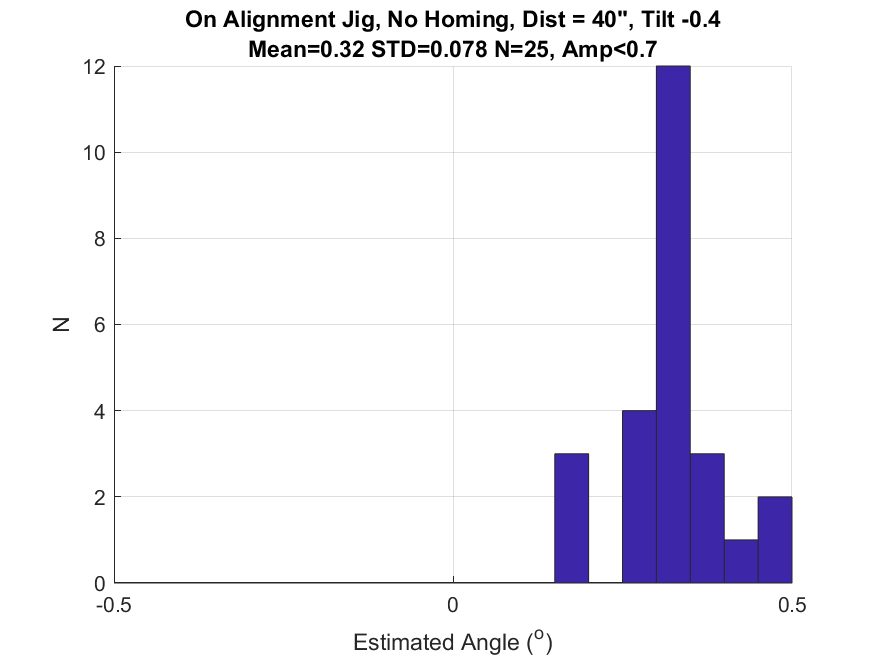 On Alignment Jig, No Homing, Dist = 40", Tilt -0.4
Mean=0.32 STD=0.078 N=25, Amp<0.7
12
10
8
6
4
2
0
N
-0.5
0
0.5
Estimated Angle (o)